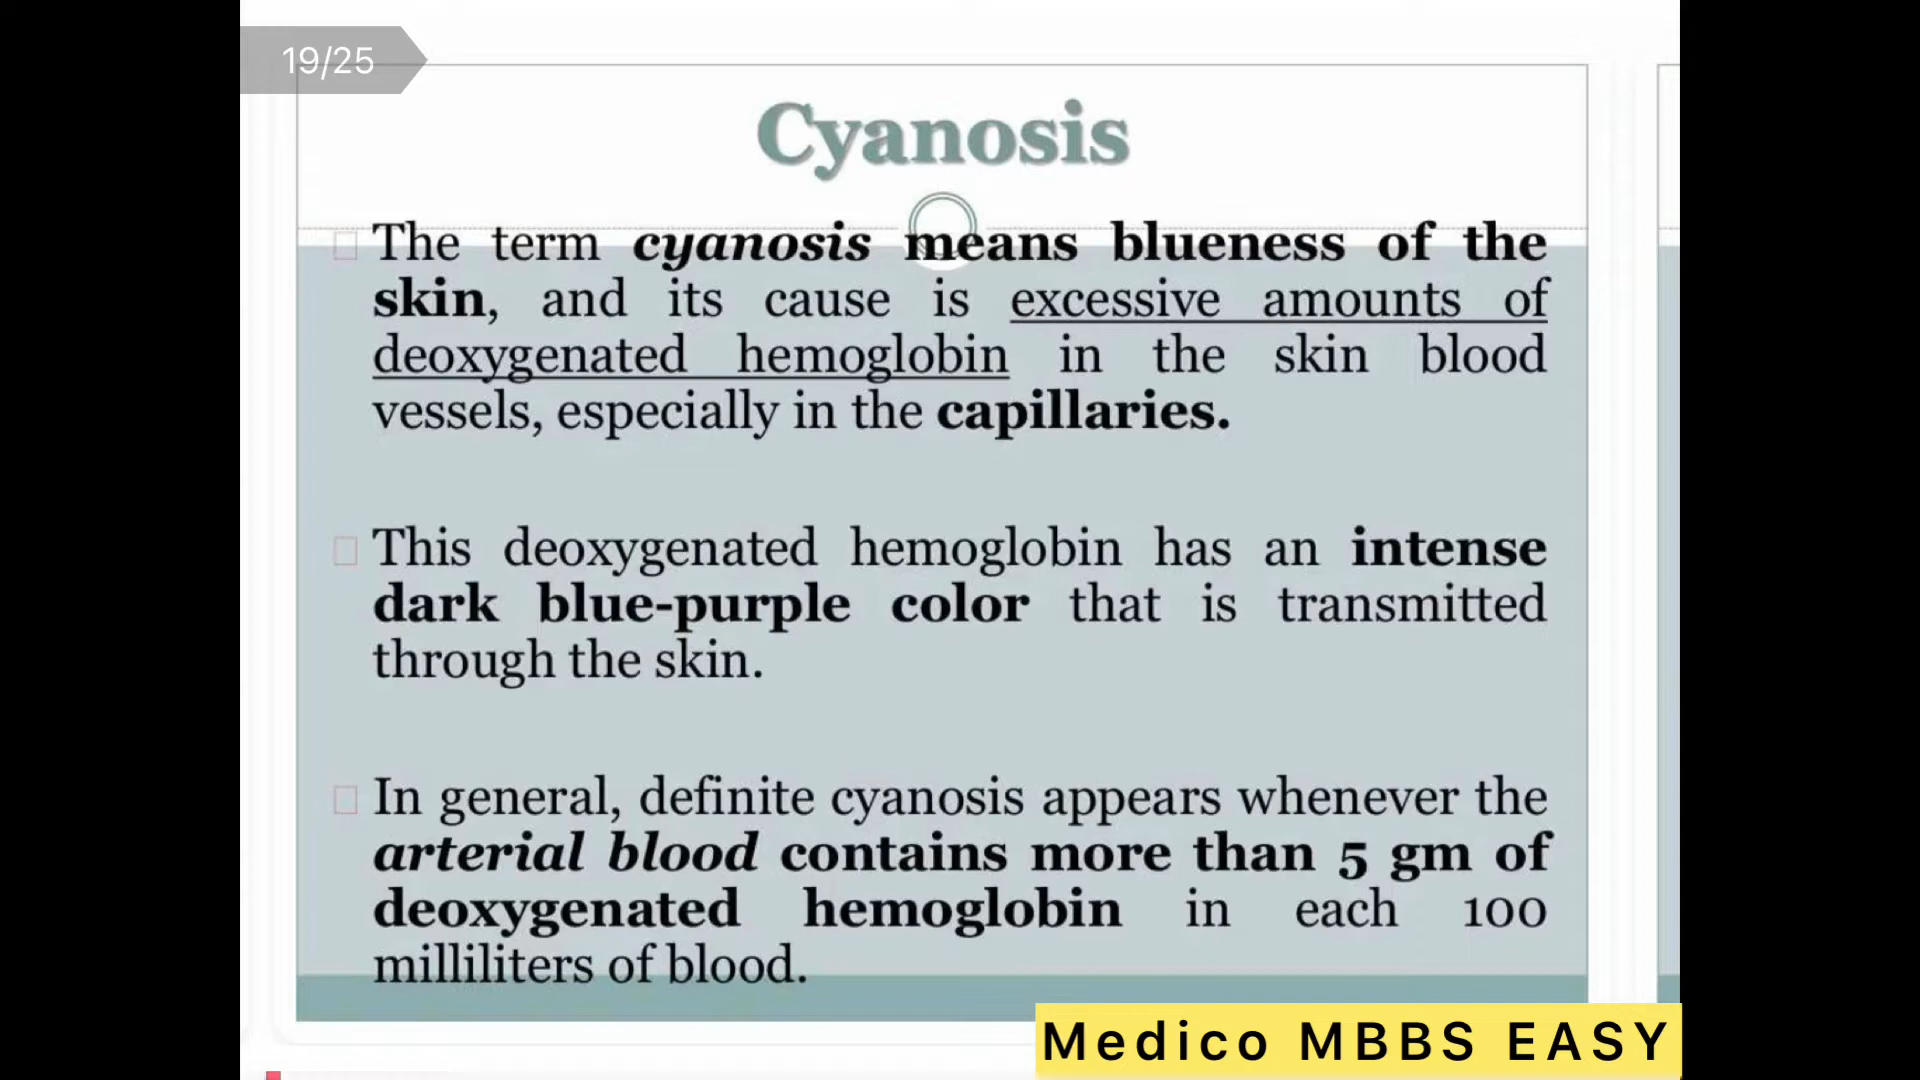 19/25
Cyanosis
The term cyanosis means blueness of the
skin, and its cause is excessive amounts of
deoxygenated hemoglobin in the skin blood
vessels, especially in the capillaries.
This deoxygenated hemoglobin has an intense
dark blue-purple color that is transmitted
through the skin.
In general, definite cyanosis appears whenever the
arterial blood contains more than 5 gm of
deoxygenated hemoglobin in each 100
milliliters of blood.
Medico MBBS EASY